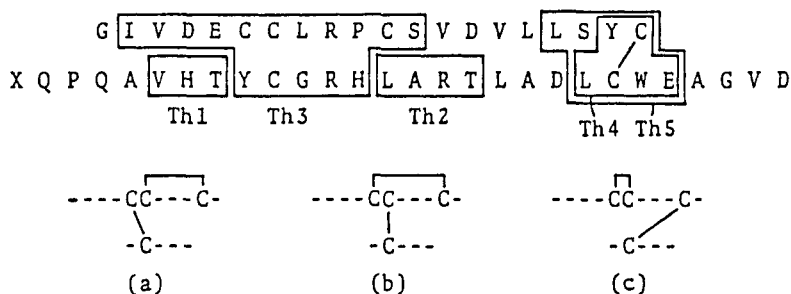 G I V D E C C L R P C S V D V L L S Y C
X Q P Q A V H T Y C G R H L A R T L A D L C W E A G V D
Th1 Th3 Th2 Th4 Th5
----CC---C- ----CC---C- ----CC---C-
-C--- -C--- -C---
(a) (b) (c)